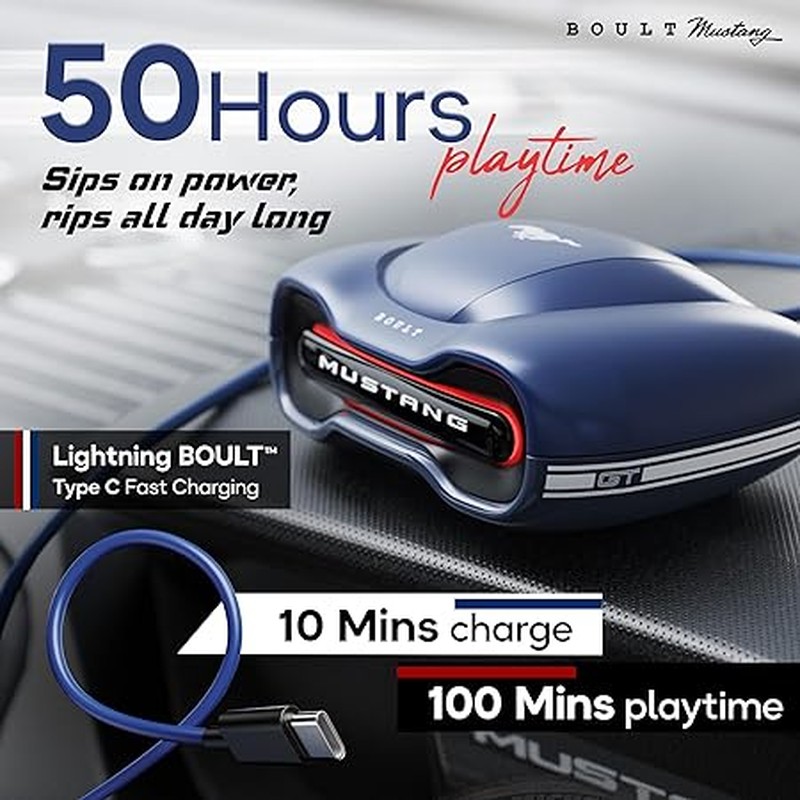 BOULT Mustang
50Hours
playtime
Sips on power,
rips all day long
BOULT
MUSTANG
GT
Lightning BOULT™
Type C Fast Charging
10 Mins charge
100 Mins playtime
MUST